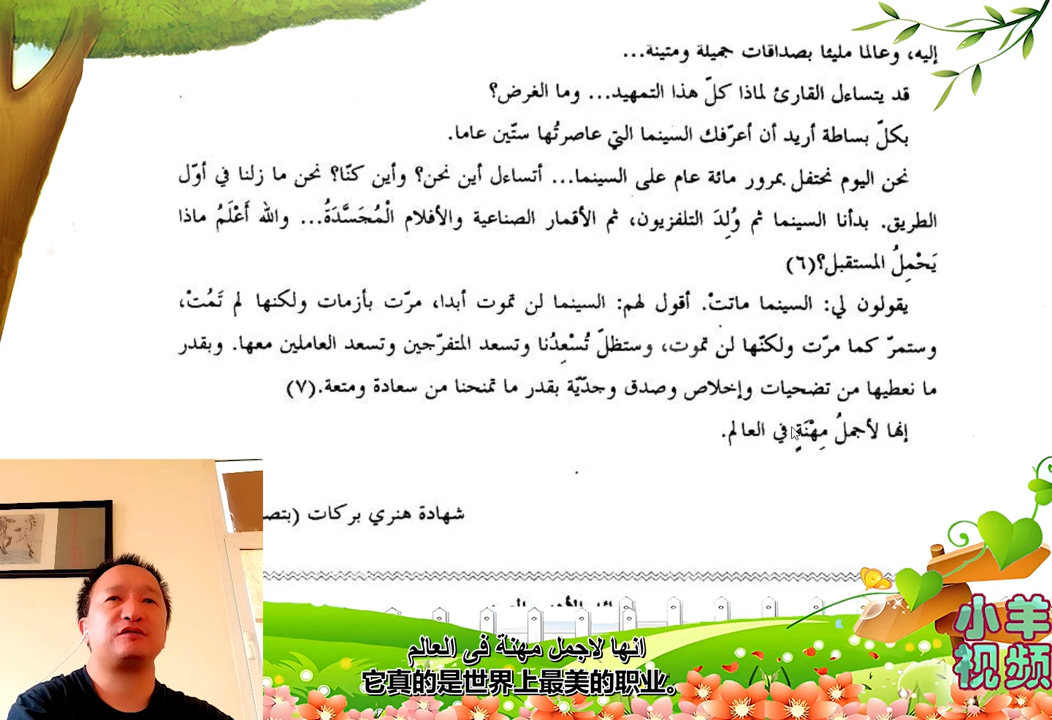 إليه، وعالما مليئا بصداقات جميلة ومتينة...
قد يتساءل القارئ لماذا كلّ هذا التمهيد... وما الغرض؟
بكلّ بساطة أريد أن أعرّفك السينما التي عاصرتُها ستّين عاما.
نحن اليوم نحتفل بمرور مائة عام على السينما... أتساءل أين نحن؟ وأين كنّا؟ نحن ما زلنا في أوّل
الطريق. بدأنا السينما ثم وُلِدَ التلفزيون، ثم الأقمار الصناعية والأفلام الْمُجَسَّدَةُ... والله أَعْلَمُ ماذا
يَحْمِلُ المستقبل؟(٦)
يقولون لي: السينما ماتتْ. أقول لهم: السينما لن تموت أبدا، مرّت بأزمات ولكنها لم تَمُتْ،
وستمرّ كما مرّت ولكنّها لن تموت، وستظلّ تُسْعِدُنا وتسعد المتفرّجين وتسعد العاملين معها. وبقدر
ما نعطيها من تضحيات وإخلاص وصدق وجدّيّة بقدر ما تمنحنا من سعادة ومتعة.(٧)
إنها لأجملُ مِهْنَةٍ في العالم.
شهادة هنري بركات (بتصـ
انها لاجمل مهنة فى العالم
它真的是世界上最美的职业。
小羊
视频